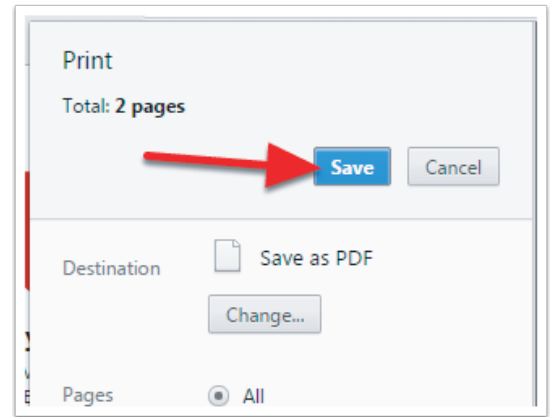 Print
Total: 2 pages
Save Cancel
Destination Save as PDF
Change...
Pages All